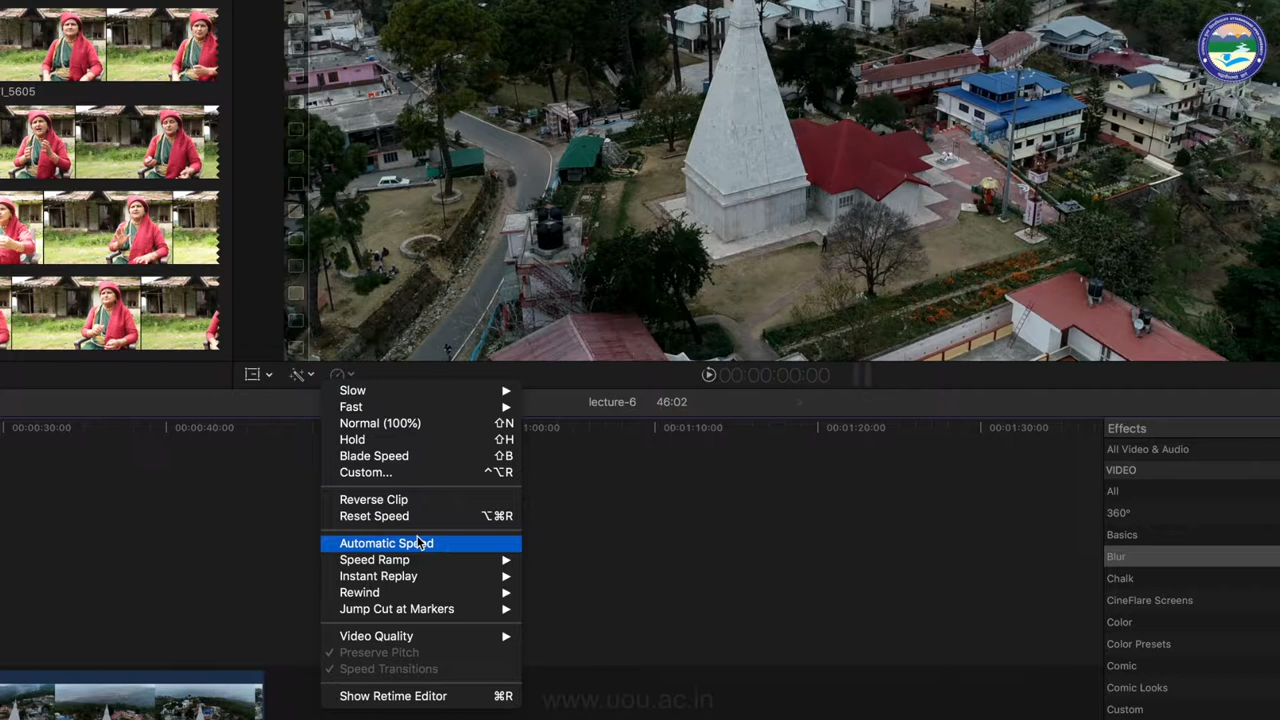 I_5605
lecture-6 46:02
00:00:00:00
00:00:30:00 00:00:40:00 1:00:00 00:01:10:00 00:01:20:00 00:01:30:00
Slow
Fast
Normal (100%) ⇧N
Hold ⇧H
Blade Speed ⇧B
Custom... ^⌥R
Reverse Clip
Reset Speed ⌥⌘R
Automatic Speed
Speed Ramp
Instant Replay
Rewind
Jump Cut at Markers
Video Quality
✓ Preserve Pitch
✓ Speed Transitions
Show Retime Editor ⌘R
Effects
All Video & Audio
VIDEO
All
360°
Basics
Blur
Chalk
CineFlare Screens
Color
Color Presets
Comic
Comic Looks
Custom
www.uou.ac.in